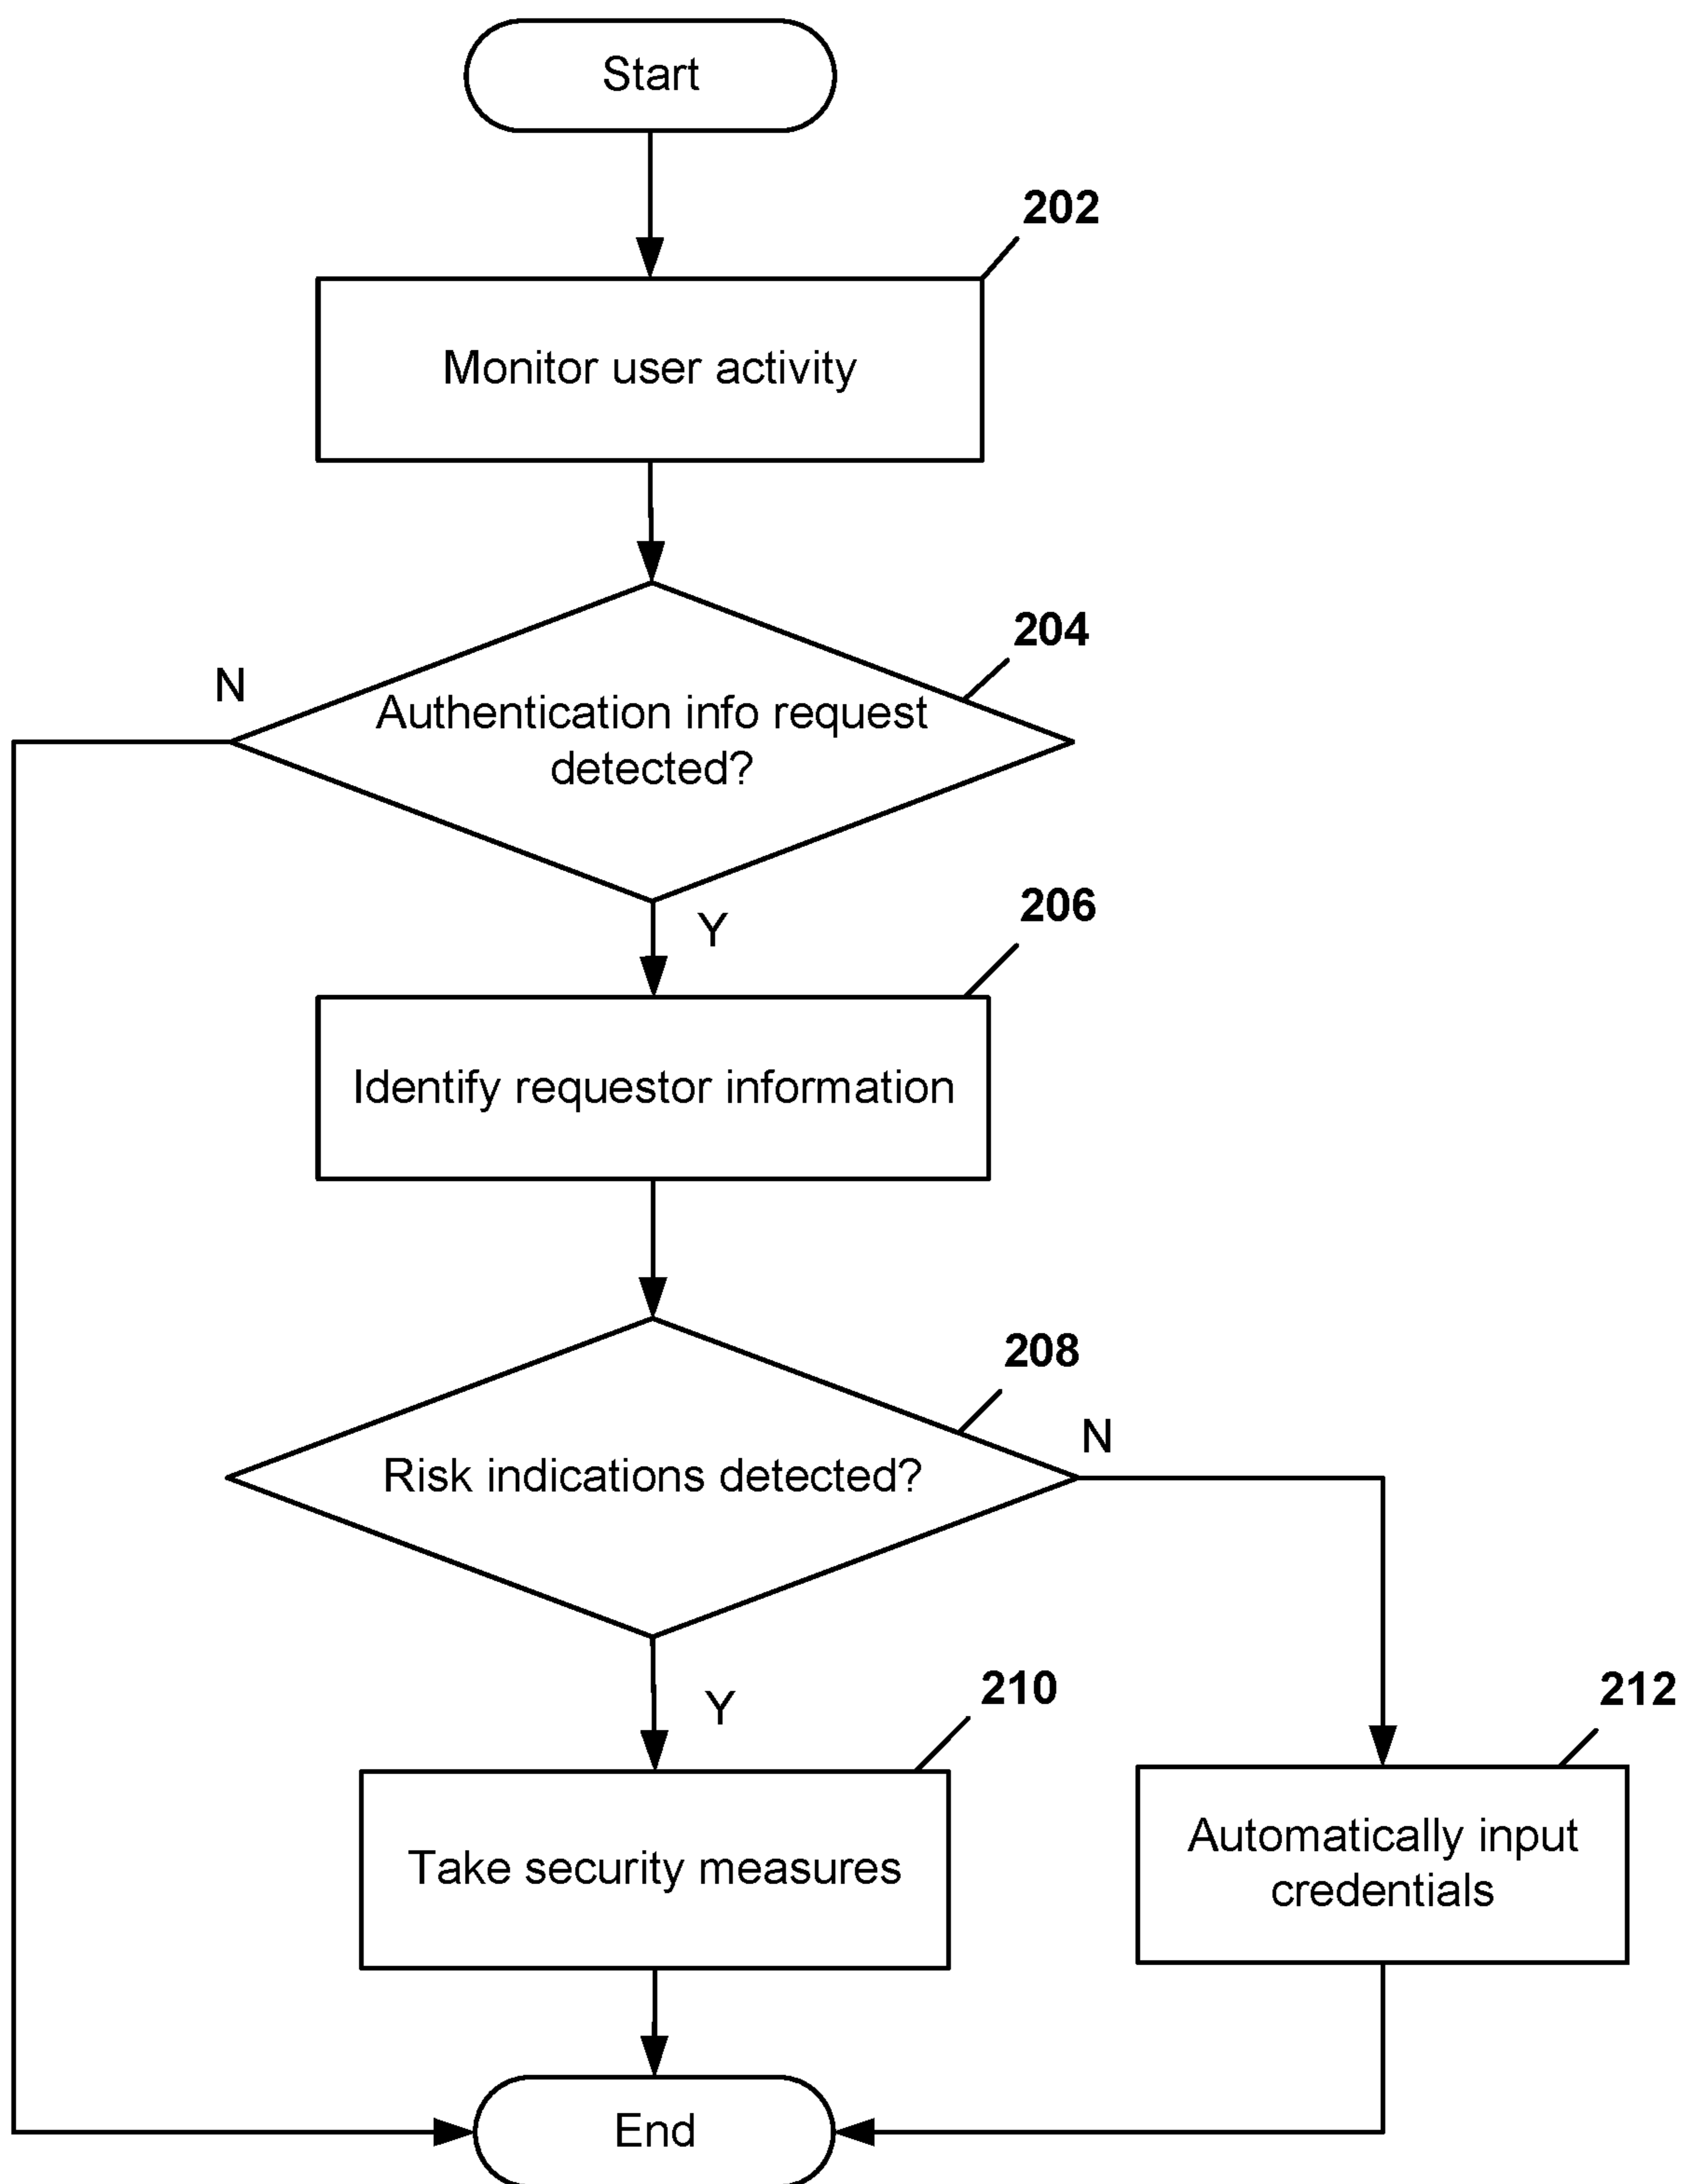 Start
202
Monitor user activity
204
N
Authentication info request
detected?
Y
206
Identify requestor information
208
N
Risk indications detected?
Y
210
212
Take security measures
Automatically input
credentials
End